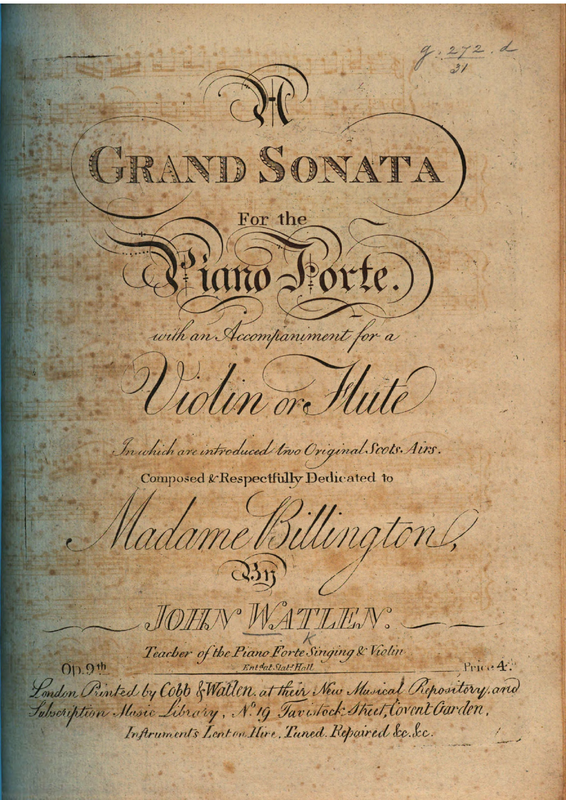 g.272.d
31
A
GRAND SONATA
For the
Piano Forte.
with an Accompaniment for a
Violin or Flute
In which are introduced two Original Scots Airs.
Composed & Respectfully Dedicated to
Madame Billington,
By
JOHN WATLEN.
Teacher of the Piano Forte Singing & Violin
Op. 9th. Ent.d at Stat.s Hall Price 4.s
London Printed by Cobb & Watlen, at their New Musical Repository, and
Subscription Music Library, No. 19 Tavistock Street, Covent Garden,
Instruments Lent on Hire, Tuned, Repaired &c. &c.